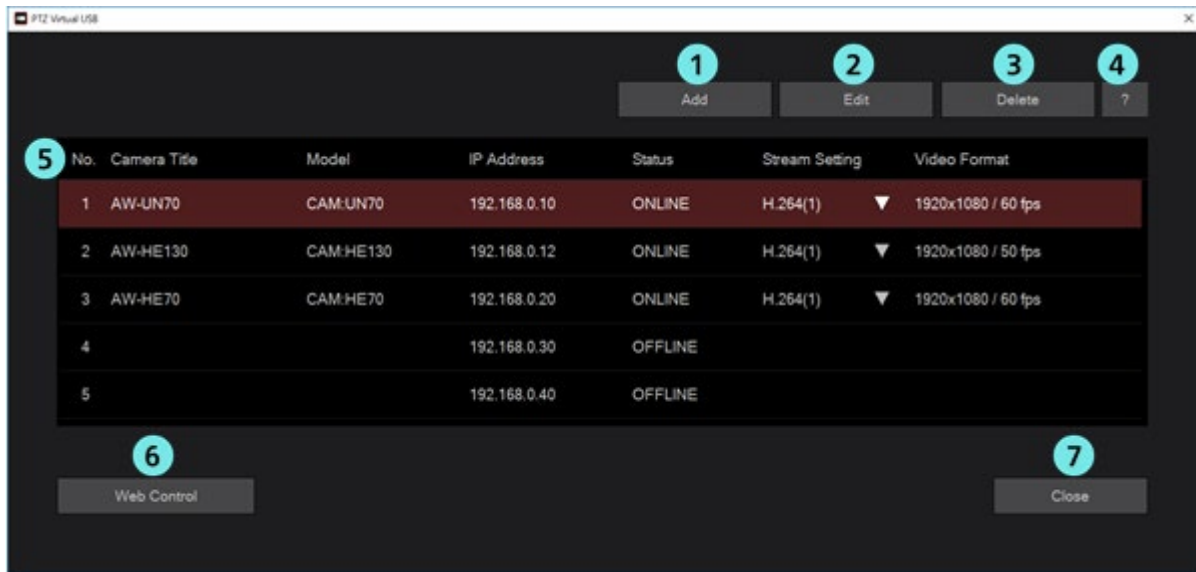 PTZ Virtual USB
1 2 3 4
Add Edit Delete ?
5 No. Camera Title Model IP Address Status Stream Setting Video Format
1 AW-UN70 CAM:UN70 192.168.0.10 ONLINE H.264(1) ▼ 1920x1080 / 60 fps
2 AW-HE130 CAM:HE130 192.168.0.12 ONLINE H.264(1) ▼ 1920x1080 / 50 fps
3 AW-HE70 CAM:HE70 192.168.0.20 ONLINE H.264(1) ▼ 1920x1080 / 60 fps
4 192.168.0.30 OFFLINE
5 192.168.0.40 OFFLINE
6 7
Web Control Close